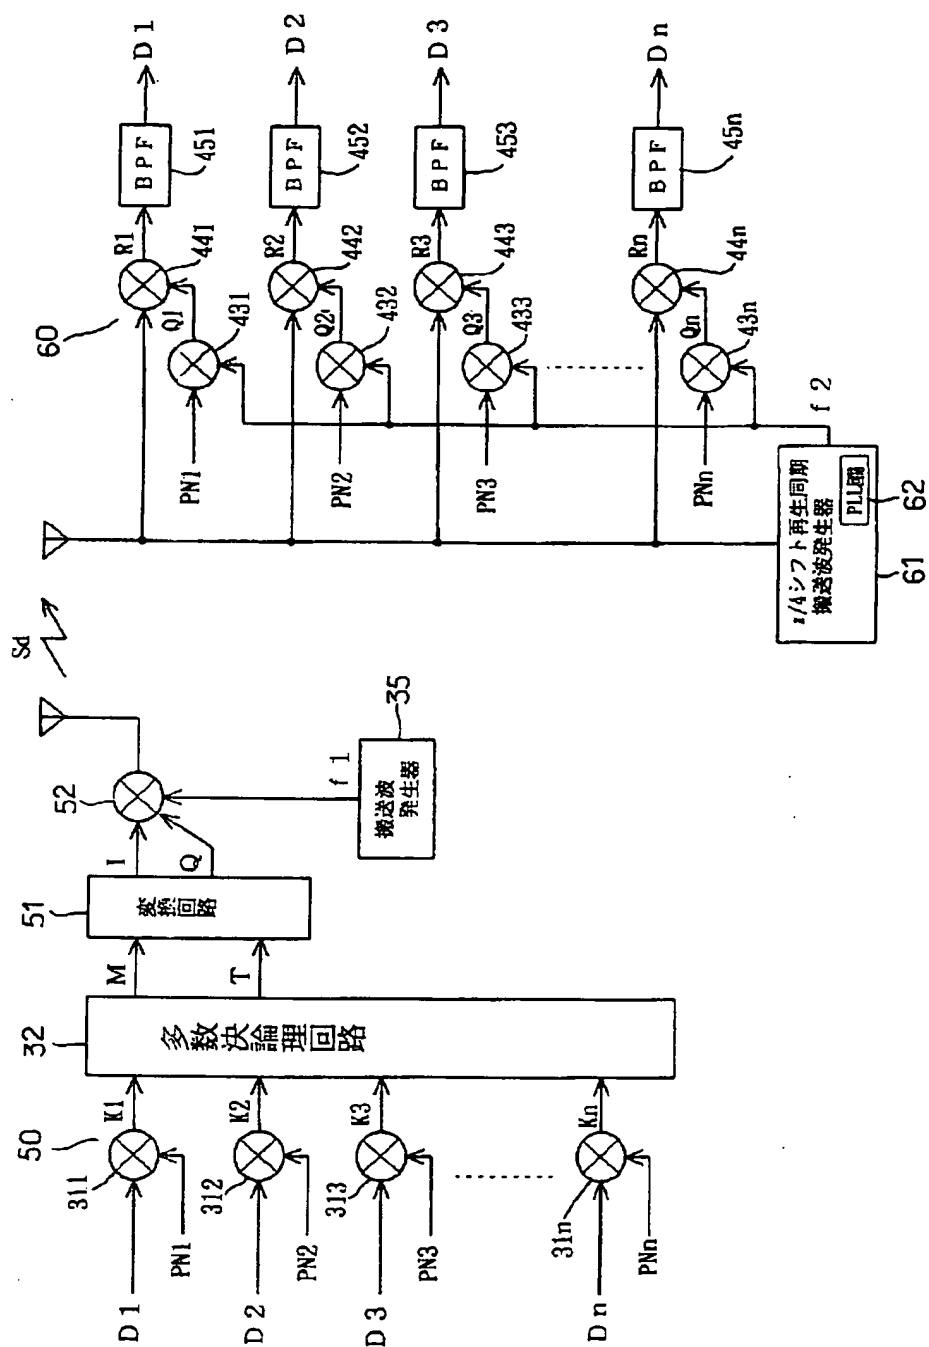 50
D1
311
K1
PN1
D2
312
K2
PN2
D3
313
K3
PN3
Dn
31n
Kn
PNn
32
多数決論理回路
M
T
51
変換回路
I
Q
52
f1
35
搬送波
発生器
Sd
60
PN1
431
Q1
441
R1
BPF
451
D1
PN2
432
Q2
442
R2
BPF
452
D2
PN3
433
Q3
443
R3
BPF
453
D3
PNn
43n
Qn
44n
Rn
BPF
45n
Dn
f2
π/4シフト再生同期
搬送波発生器
PLL回路
62
61